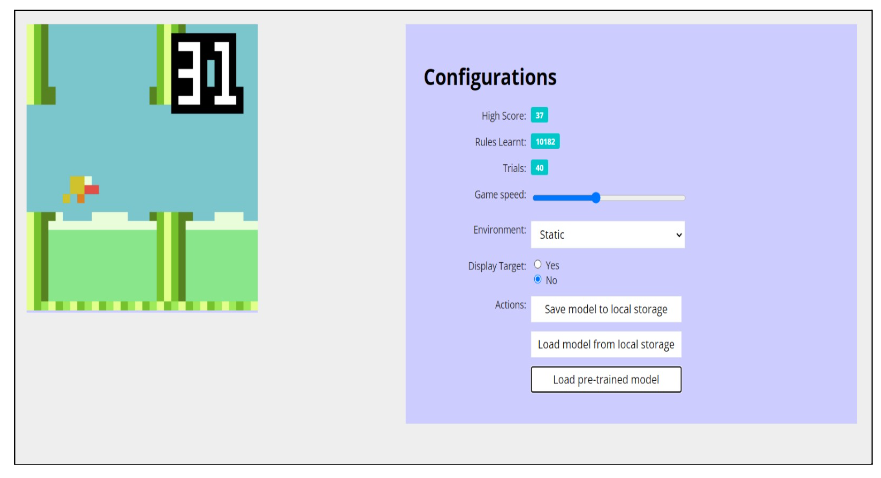 31
Configurations
High Score: 37
Rules Learnt: 10182
Trials: 40
Game speed:
Environment: Static
Display Target: Yes
No
Actions: Save model to local storage
Load model from local storage
Load pre-trained model